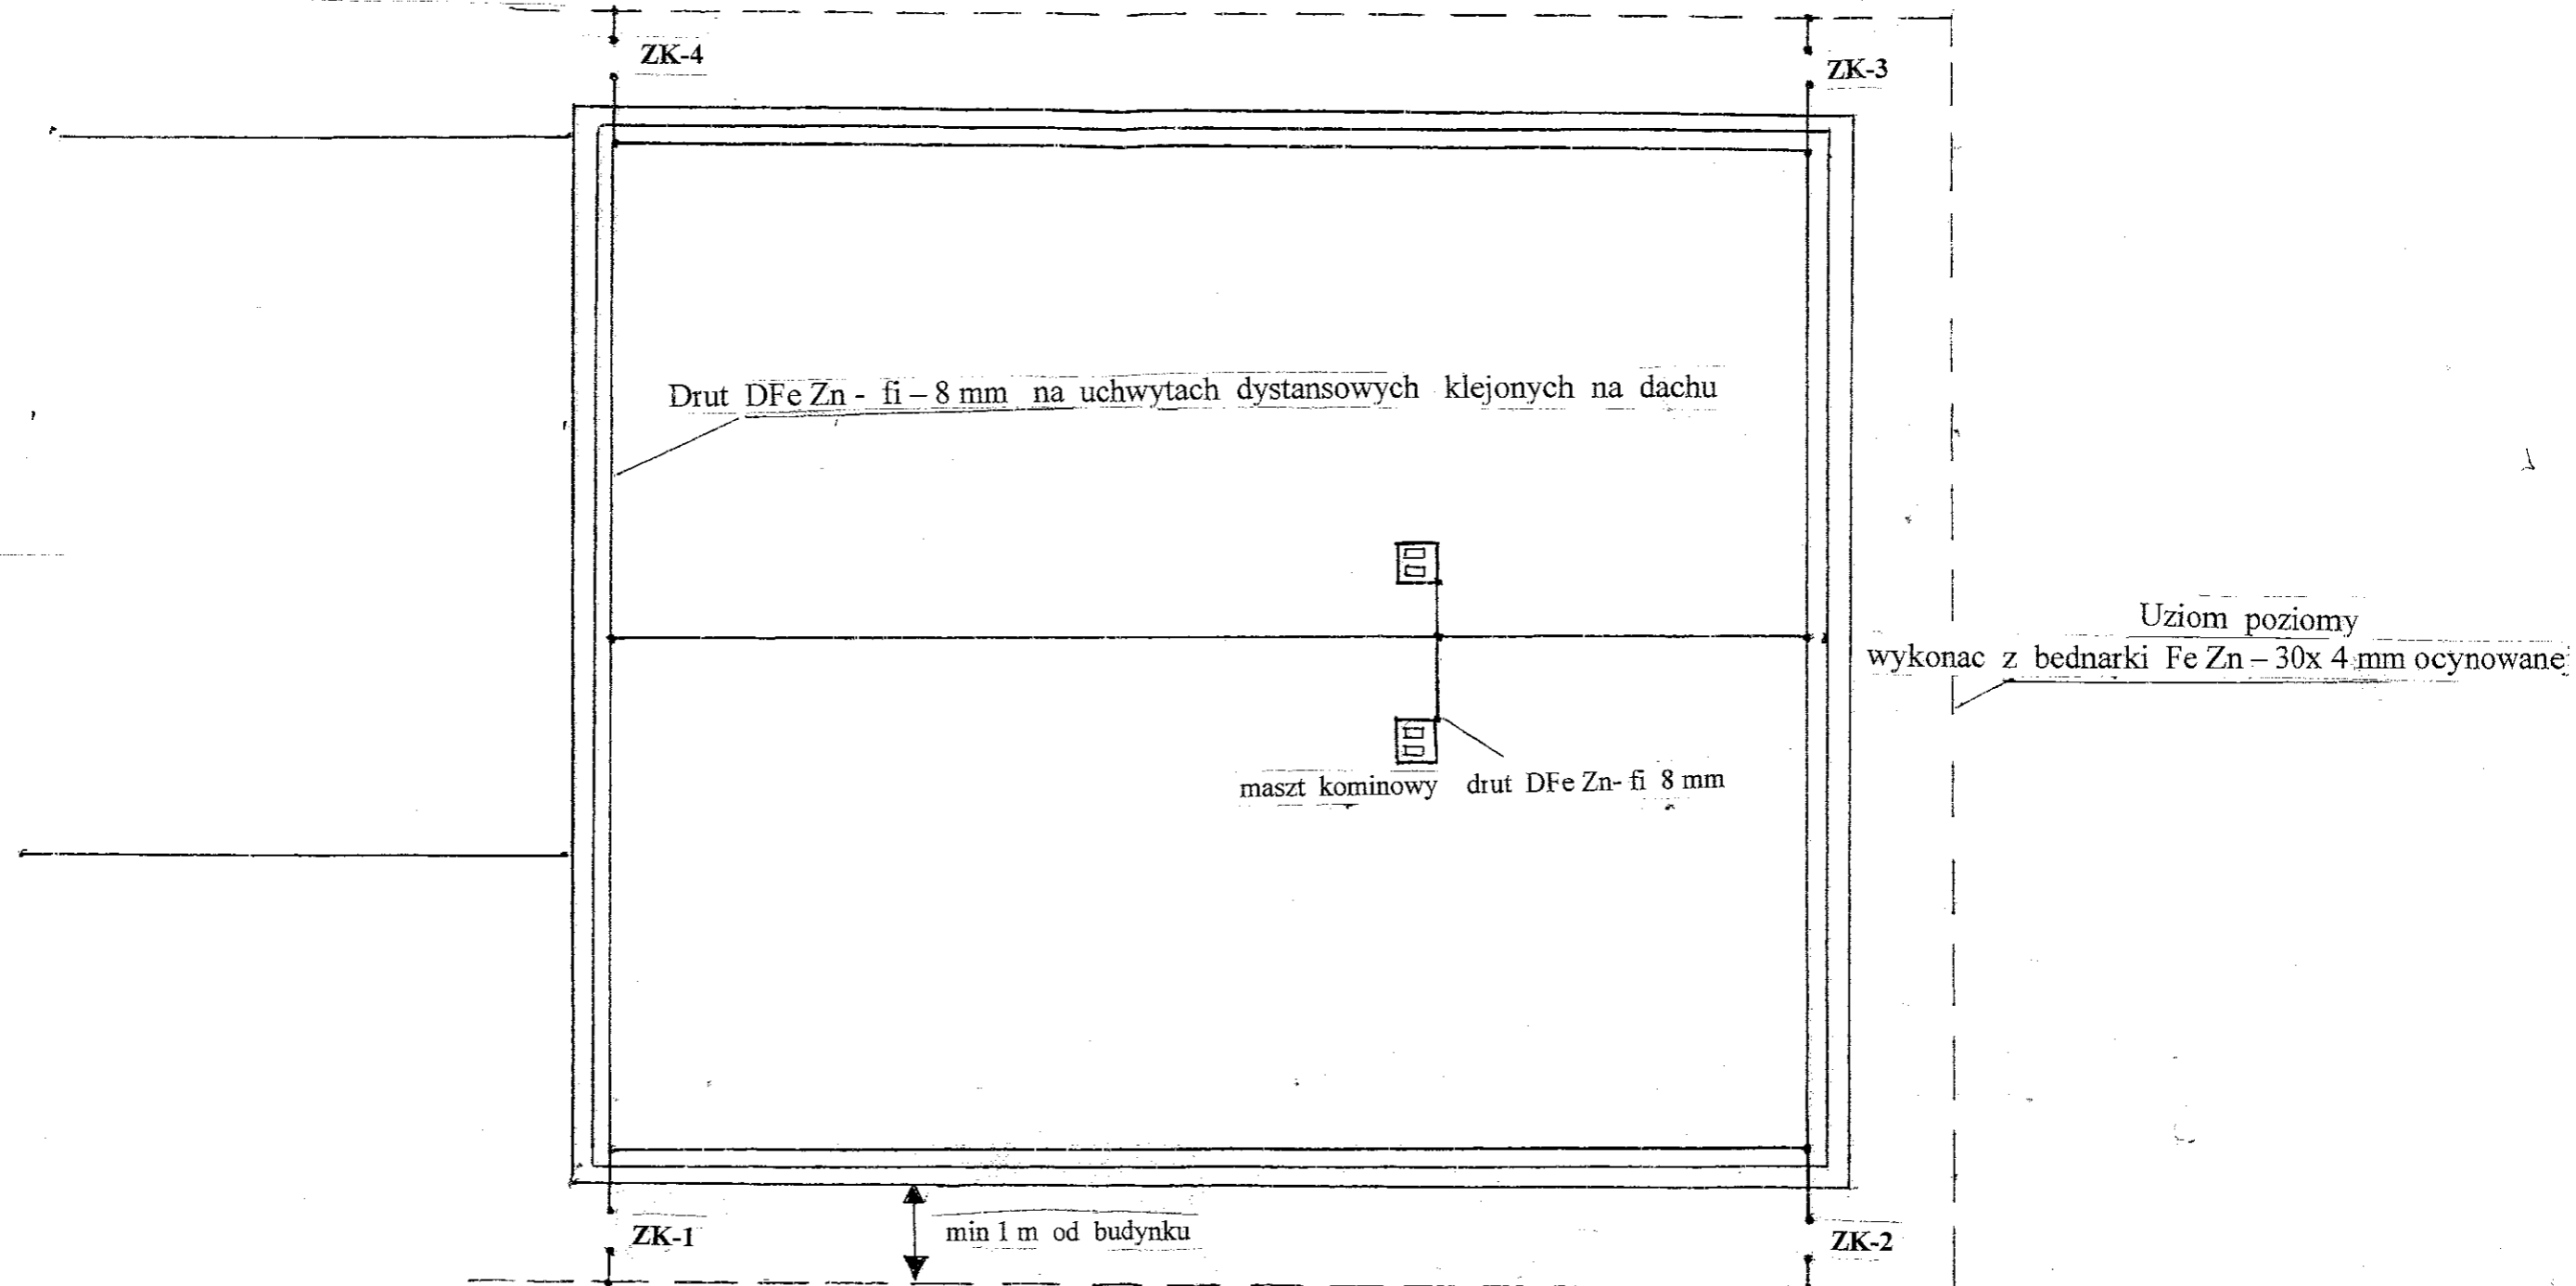 ZK-4
ZK-3
Drut DFe Zn - fi – 8 mm na uchwytach dystansowych klejonych na dachu
Uziom poziomy
wykonac z bednarki Fe Zn – 30x 4 mm ocynowanej
maszt kominowy drut DFe Zn- fi 8 mm
ZK-1
min 1 m od budynku
ZK-2